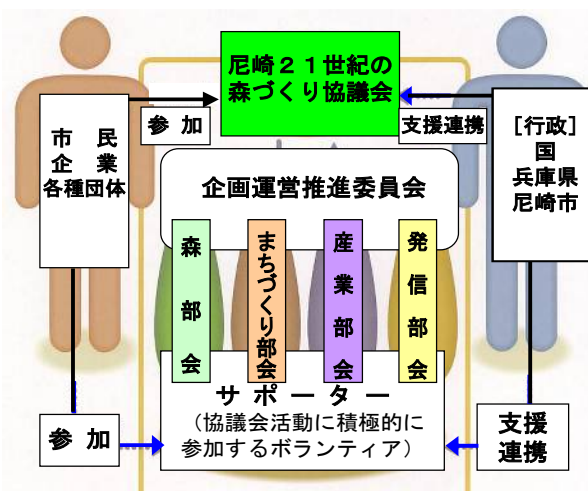 尼崎２１世紀の
森づくり協議会
参 加
支援連携
市 民
企 業
各種団体
［行政］
国
兵庫県
尼崎市
企画運営推進委員会
森部会
まちづくり部会
産業部会
発信部会
サ ポ ー タ ー
（協議会活動に積極的に
参加するボランティア）
参 加
支援
連携